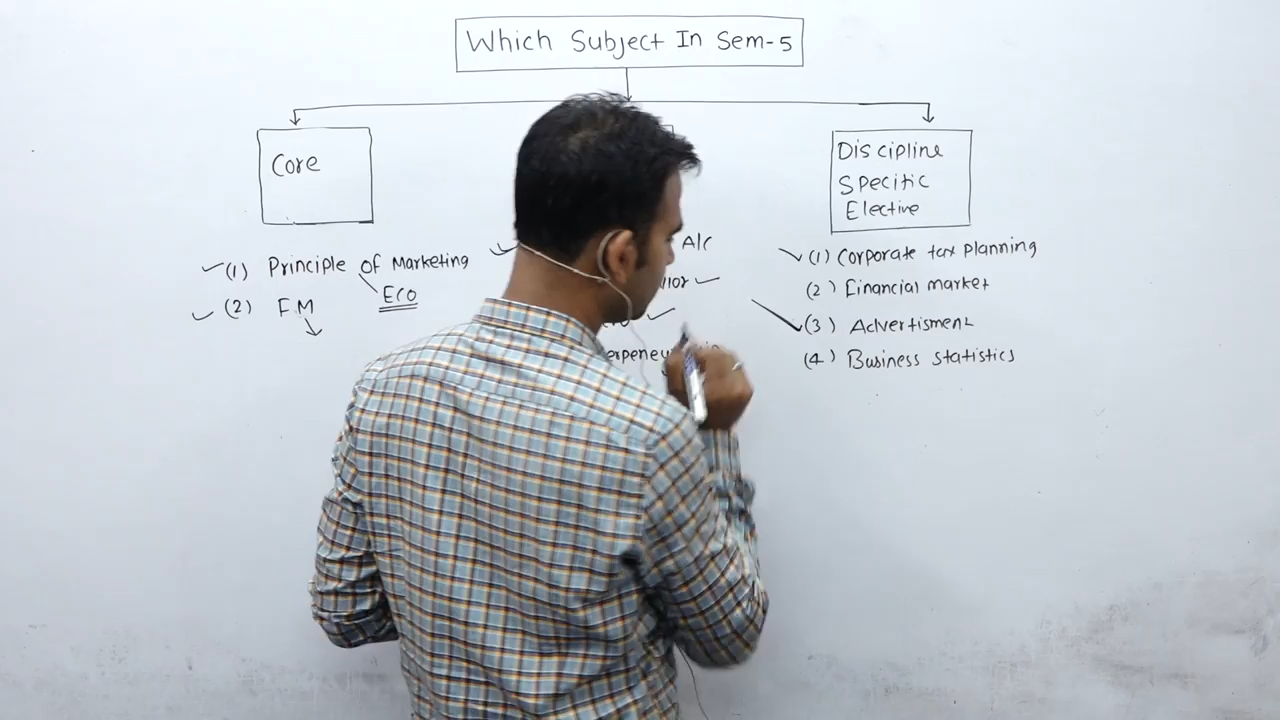 Which Subject In Sem-5
Core
Discipline
Specific
Elective
(1) Principle of Marketing
Eco
(2) F.M
A/C
(1) Corporate tax planning
(2) Financial market
(3) Advertisment
(4) Business statistics